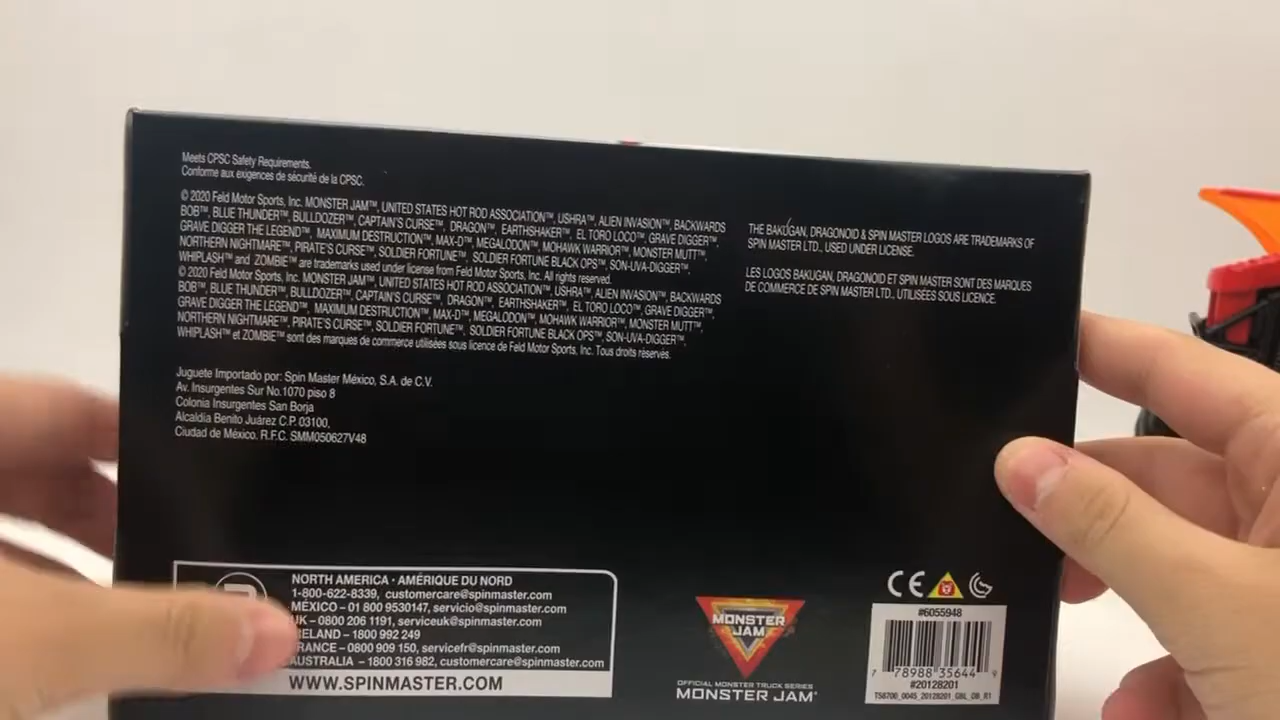 Meets CPSC Safety Requirements.
Conforme aux exigences de sécurité de la CPSC.
© 2020 Feld Motor Sports, Inc. MONSTER JAM™, UNITED STATES HOT ROD ASSOCIATION™, USHRA™, ALIEN INVASION™, BACKWARDS
BOB™, BLUE THUNDER™, BULLDOZER™, CAPTAIN'S CURSE™, DRAGON™, EARTHSHAKER™, EL TORO LOCO™, GRAVE DIGGER™,
GRAVE DIGGER THE LEGEND™, MAXIMUM DESTRUCTION™, MAX-D™, MEGALODON™, MOHAWK WARRIOR™, MONSTER MUTT™,
NORTHERN NIGHTMARE™, PIRATE'S CURSE™, SOLDIER FORTUNE™, SOLDIER FORTUNE BLACK OPS™, SON-UVA-DIGGER™,
WHIPLASH™ and ZOMBIE™ are trademarks used under license from Feld Motor Sports, Inc. All rights reserved.
© 2020 Feld Motor Sports, Inc. MONSTER JAM™, UNITED STATES HOT ROD ASSOCIATION™, USHRA™, ALIEN INVASION™, BACKWARDS
BOB™, BLUE THUNDER™, BULLDOZER™, CAPTAIN'S CURSE™, DRAGON™, EARTHSHAKER™, EL TORO LOCO™, GRAVE DIGGER™,
GRAVE DIGGER THE LEGEND™, MAXIMUM DESTRUCTION™, MAX-D™, MEGALODON™, MOHAWK WARRIOR™, MONSTER MUTT™,
NORTHERN NIGHTMARE™, PIRATE'S CURSE™, SOLDIER FORTUNE™, SOLDIER FORTUNE BLACK OPS™, SON-UVA-DIGGER™,
WHIPLASH™ et ZOMBIE™ sont des marques de commerce utilisées sous licence de Feld Motor Sports, Inc. Tous droits réservés.
THE BAKUGAN, DRAGONOID & SPIN MASTER LOGOS ARE TRADEMARKS OF
SPIN MASTER LTD., USED UNDER LICENSE.
LES LOGOS BAKUGAN, DRAGONOID ET SPIN MASTER SONT DES MARQUES
DE COMMERCE DE SPIN MASTER LTD., UTILISÉES SOUS LICENCE.
Juguete Importado por: Spin Master México, S.A. de C.V.
Av. Insurgentes Sur No.1070 piso 8
Colonia Insurgentes San Borja
Alcaldía Benito Juárez C.P. 03100,
Ciudad de México. R.F.C. SMM050627V48
NORTH AMERICA · AMÉRIQUE DU NORD
1-800-622-8339, customercare@spinmaster.com
MÉXICO – 01 800 9530147, servicio@spinmaster.com
UK – 0800 206 1191, serviceuk@spinmaster.com
RELAND – 1800 992 249
RANCE – 0800 909 150, servicefr@spinmaster.com
AUSTRALIA – 1800 316 982, customercare@spinmaster.com
WWW.SPINMASTER.COM
MONSTER
JAM
OFFICIAL MONSTER TRUCK SERIES
MONSTER JAM
CE
#6055948
7 78988 35644 9
#20128201
T58700_0045_20128201_GBL_OB_R1